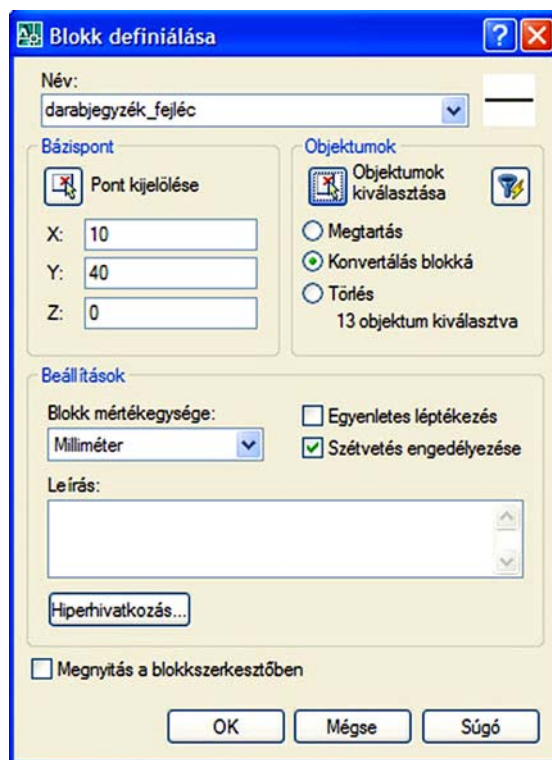 Blokk definiálása
Név:
darabjegyzék_fejléc
Bázispont
Pont kijelölése
X: 10
Y: 40
Z: 0
Objektumok
Objektumok
kiválasztása
Megtartás
Konvertálás blokká
Törlés
13 objektum kiválasztva
Beállítások
Blokk mértékegysége:
Milliméter
Egyenletes léptékezés
Szétvetés engedélyezése
Leírás:
Hiperhivatkozás...
Megnyitás a blokkszerkesztőben
OK Mégse Súgó